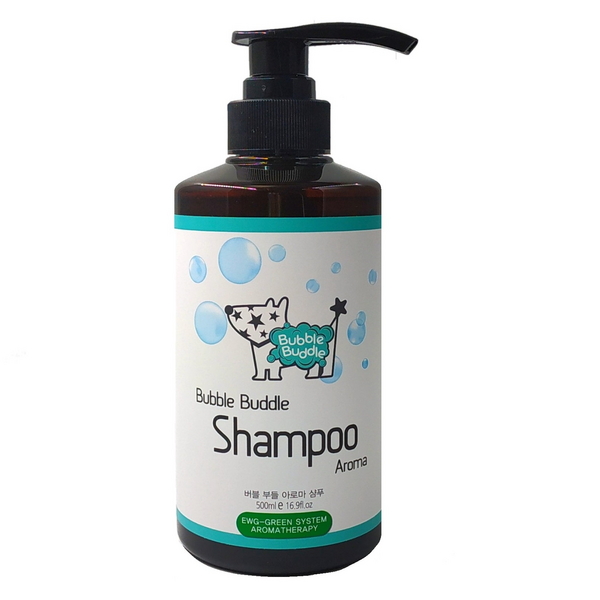 Bubble
Buddle
Bubble Buddle
Shampoo
Aroma
버블 부들 아로마 샴푸
500ml e 16.9fl.oz
EWG-GREEN SYSTEM
AROMATHERAPY